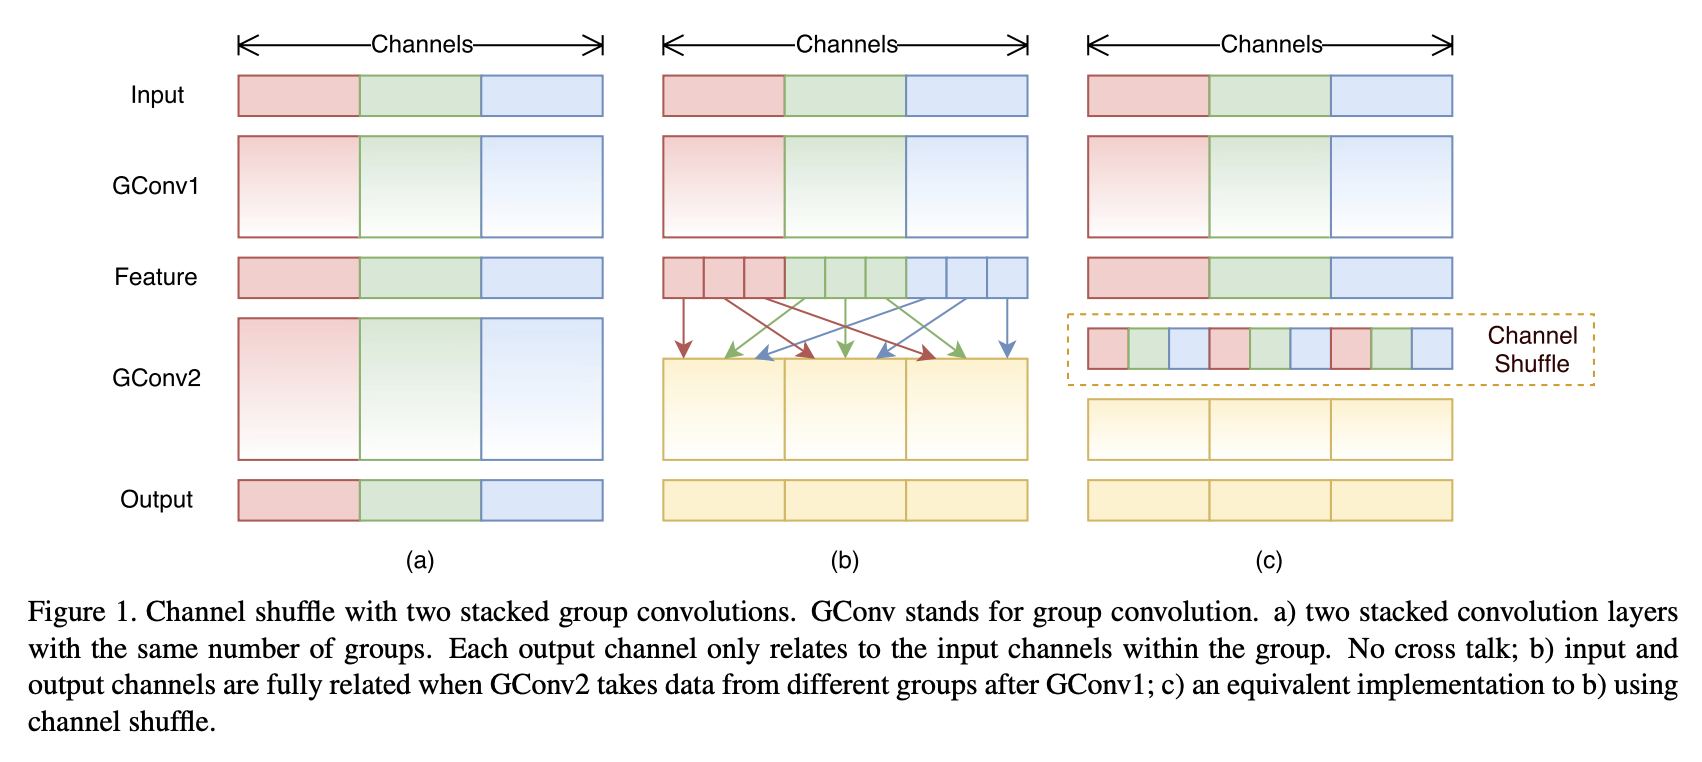 Channels Channels Channels
Input
GConv1
Feature
Channel
Shuffle
GConv2
Output
(a) (b) (c)
Figure 1. Channel shuffle with two stacked group convolutions. GConv stands for group convolution. a) two stacked convolution layers
with the same number of groups. Each output channel only relates to the input channels within the group. No cross talk; b) input and
output channels are fully related when GConv2 takes data from different groups after GConv1; c) an equivalent implementation to b) using
channel shuffle.